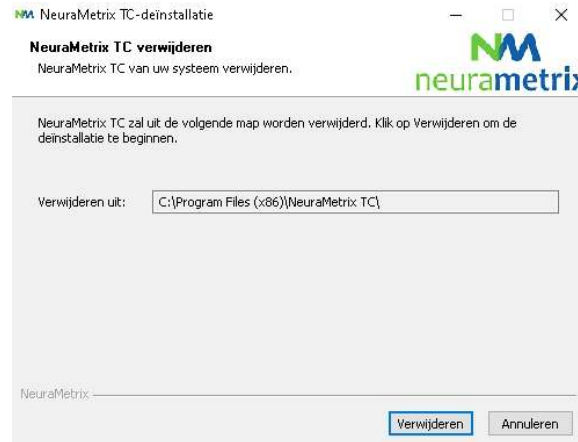 NM NeuraMetrix TC-deïnstallatie
NeuraMetrix TC verwijderen
NeuraMetrix TC van uw systeem verwijderen.
NM
neurametrix
NeuraMetrix TC zal uit de volgende map worden verwijderd. Klik op Verwijderen om de
deïnstallatie te beginnen.
Verwijderen uit: C:\Program Files (x86)\NeuraMetrix TC\
NeuraMetrix
Verwijderen Annuleren